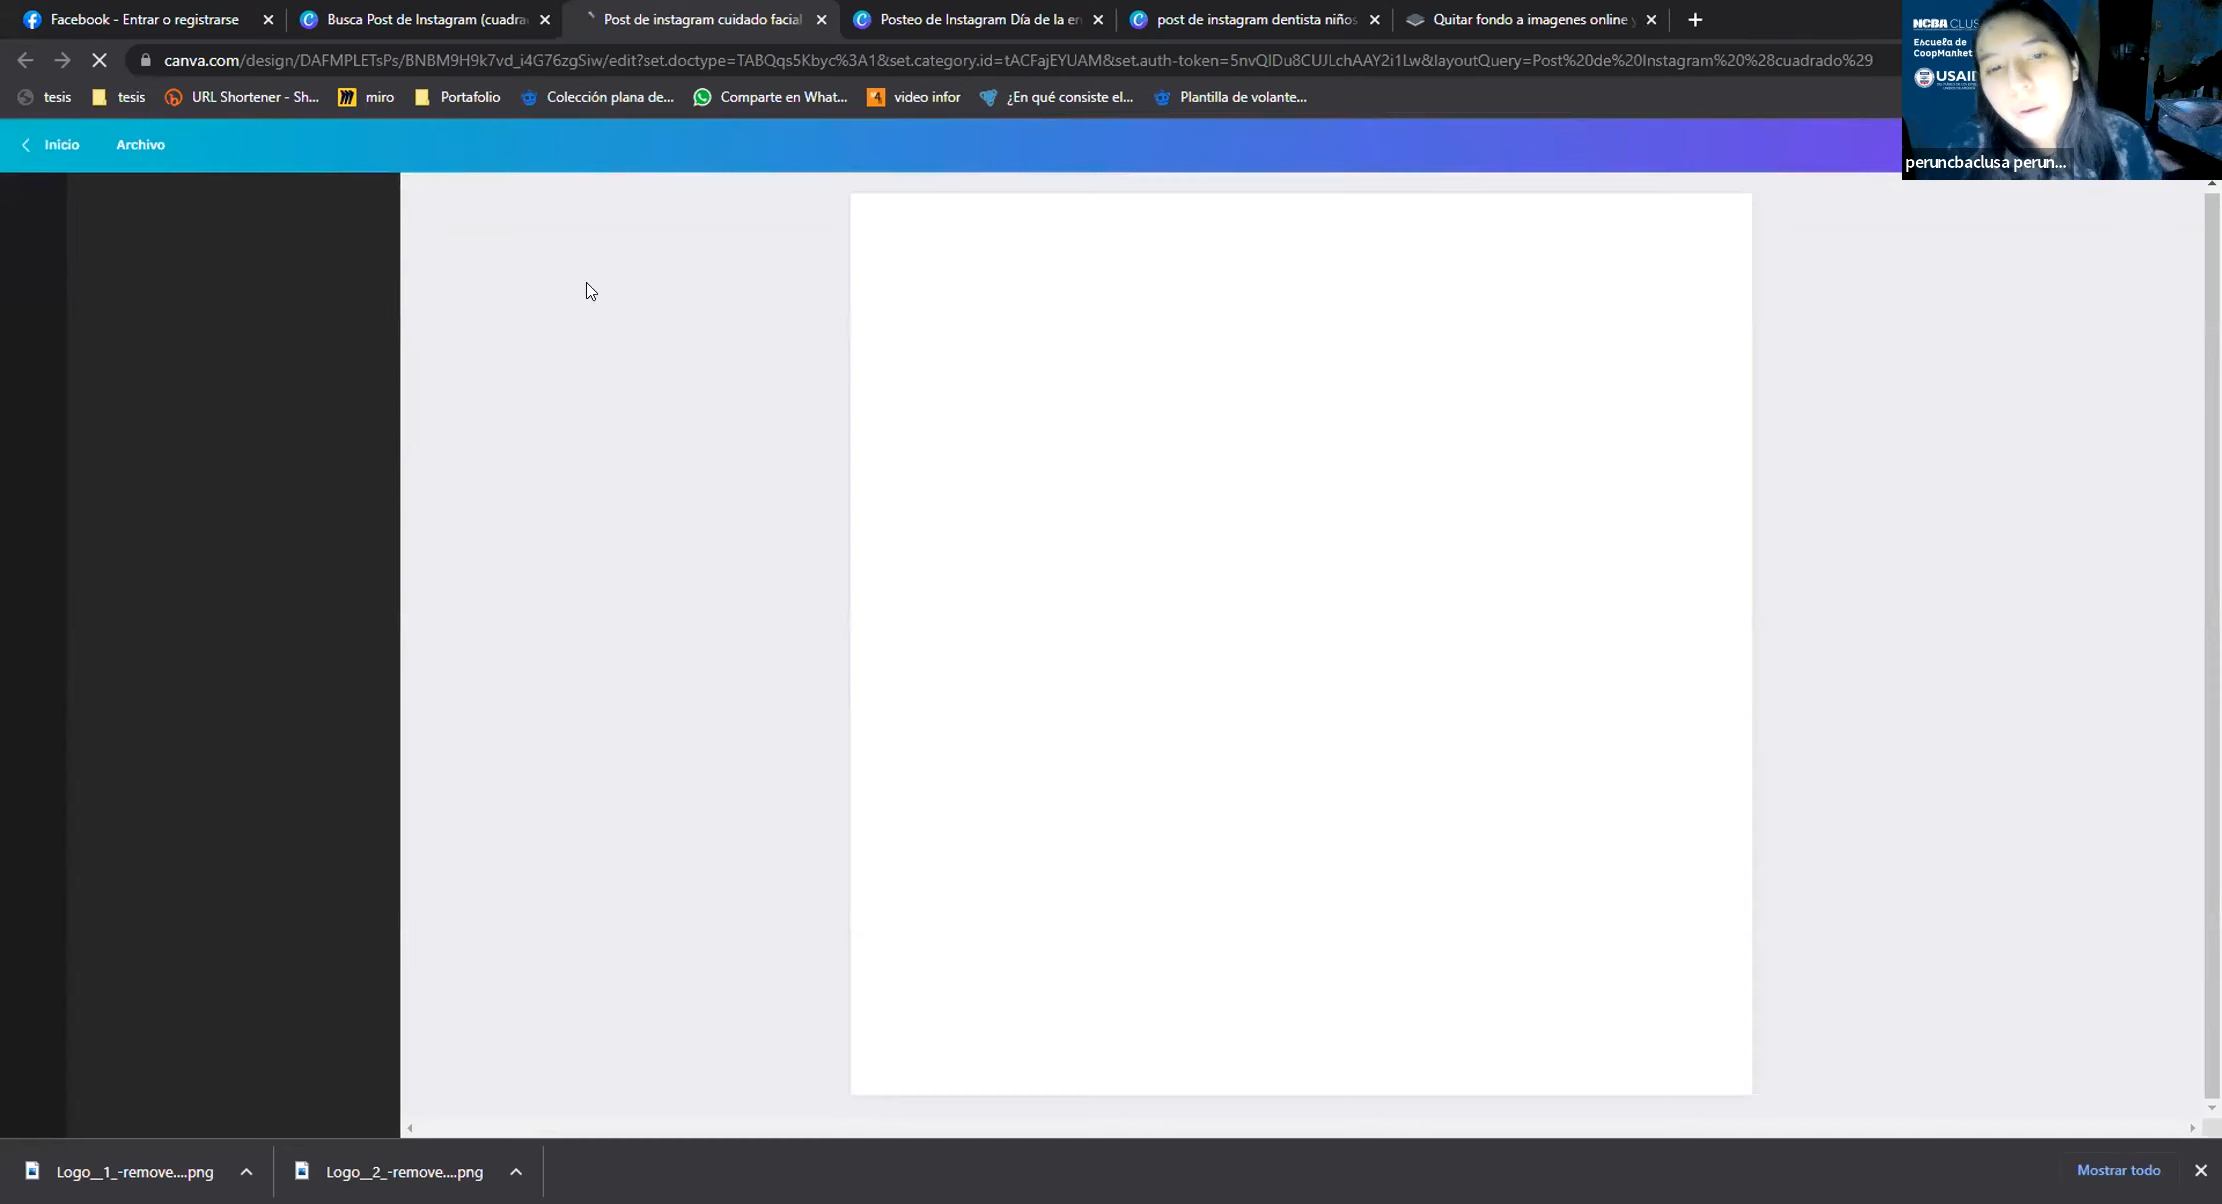 Facebook - Entrar o registrarse
Busca Post de Instagram (cuadra
Post de instagram cuidado facial
Posteo de Instagram Día de la en
post de instagram dentista niños
Quitar fondo a imagenes online y
canva.com/design/DAFMPLETsPs/BNBM9H9k7vd_i4G76zgSiw/edit?set.doctype=TABQqs5Kbyc%3A1&set.category.id=tACFajEYUAM&set.auth-token=5nvQIDu8CUJLchAAY2i1Lw&layoutQuery=Post%20de%20Instagram%20%28cuadrado%29
tesis
tesis
URL Shortener - Sh...
miro
Portafolio
Colección plana de...
Comparte en What...
video infor
¿En qué consiste el...
Plantilla de volante...
NCBA CLUS
Escuela de
CoopMarket
USAID
peruncbaclusa perun...
Inicio
Archivo
Logo__1_-remove....png
Logo__2_-remove....png
Mostrar todo